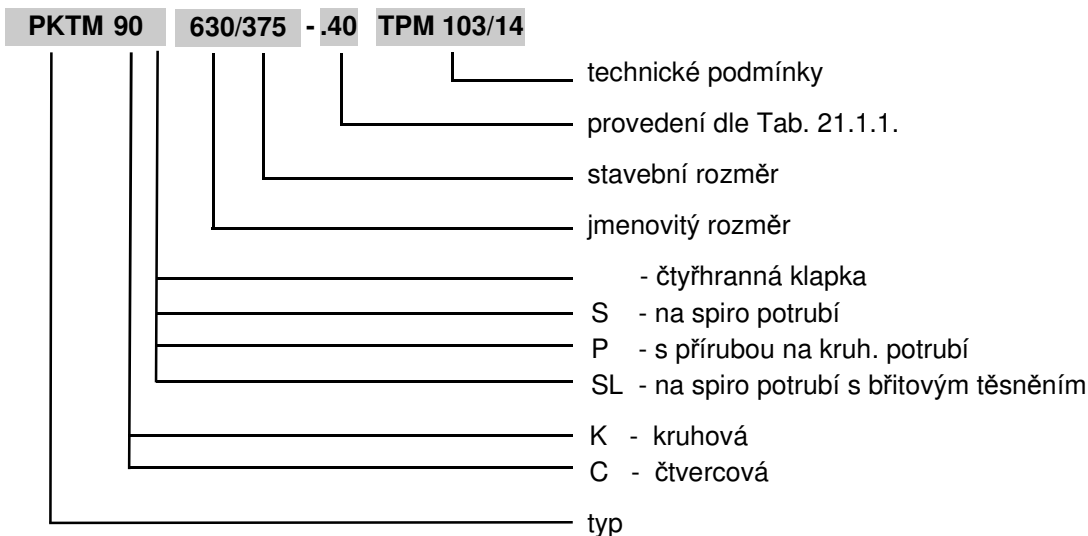 PKTM 90 630/375 - .40 TPM 103/14
technické podmínky
provedení dle Tab. 21.1.1.
stavební rozměr
jmenovitý rozměr
- čtyřhranná klapka
S - na spiro potrubí
P - s přírubou na kruh. potrubí
SL - na spiro potrubí s břitovým těsněním
K - kruhová
C - čtvercová
typ